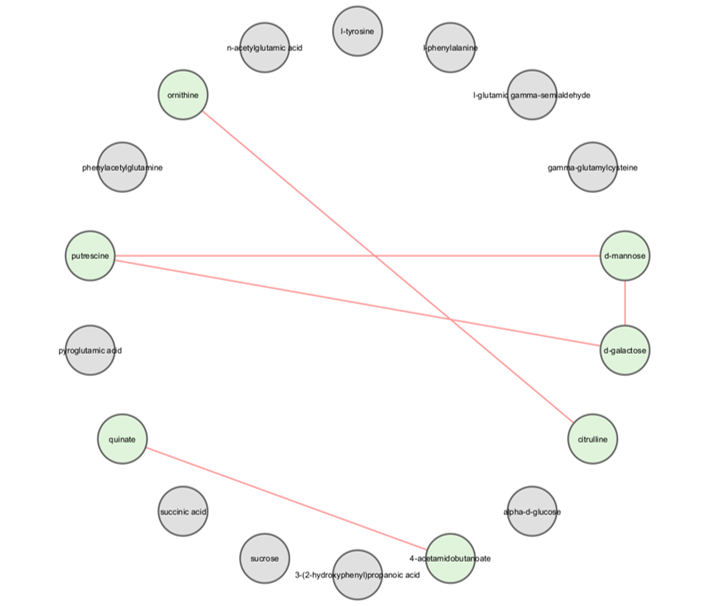 l-tyrosine
n-acetylglutamic acid
l-phenylalanine
ornithine
l-glutamic gamma-semialdehyde
phenylacetylglutamine
gamma-glutamylcysteine
putrescine
d-mannose
pyroglutamic acid
d-galactose
quinate
citrulline
succinic acid
alpha-d-glucose
sucrose
4-acetamidobutanoate
3-(2-hydroxyphenyl)propanoic acid